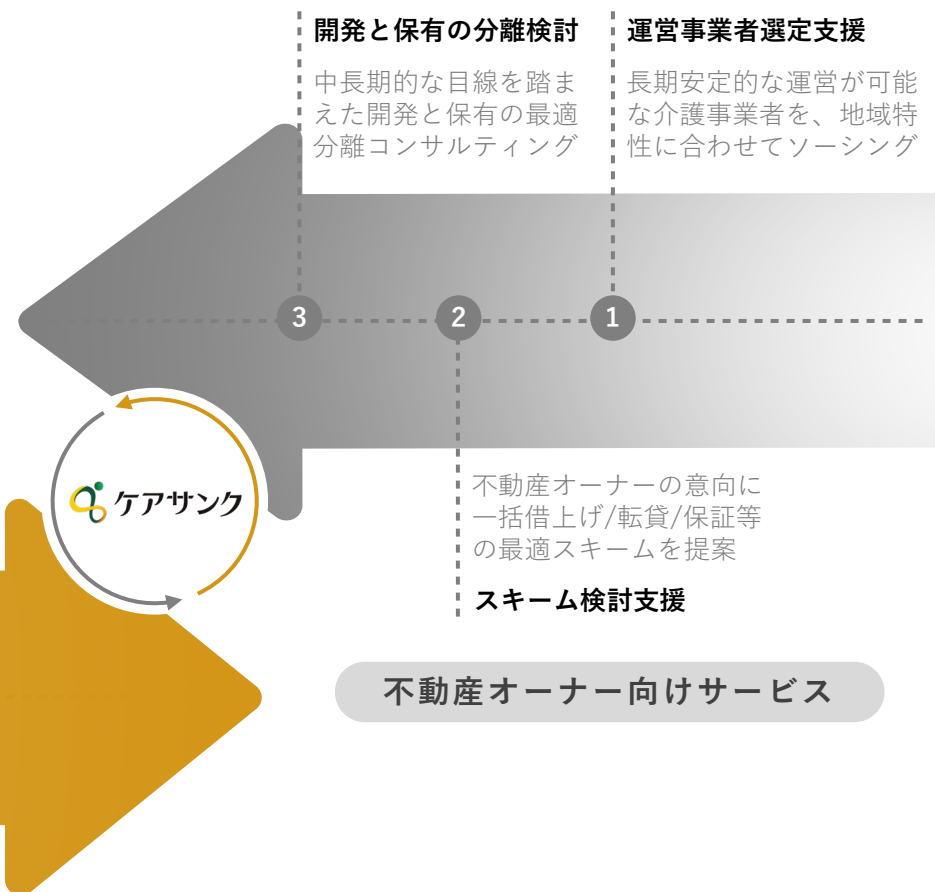 開発と保有の分離検討
中長期的な目線を踏ま
えた開発と保有の最適
分離コンサルティング
運営事業者選定支援
長期安定的な運営が可能
な介護事業者を、地域特
性に合わせてソーシング
3
2
1
ケアサンク
不動産オーナーの意向に
一括借上げ/転貸/保証等
の最適スキームを提案
スキーム検討支援
不動産オーナー向けサービス